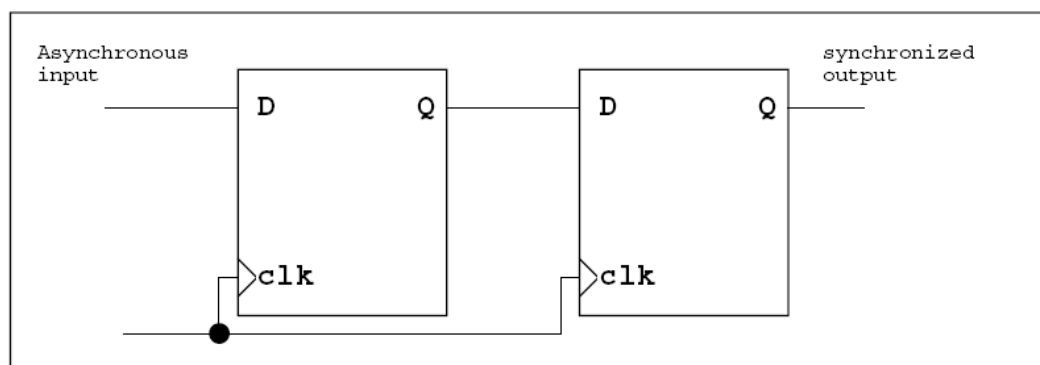 Asynchronous
input
synchronized
output
D Q
D Q
clk
clk